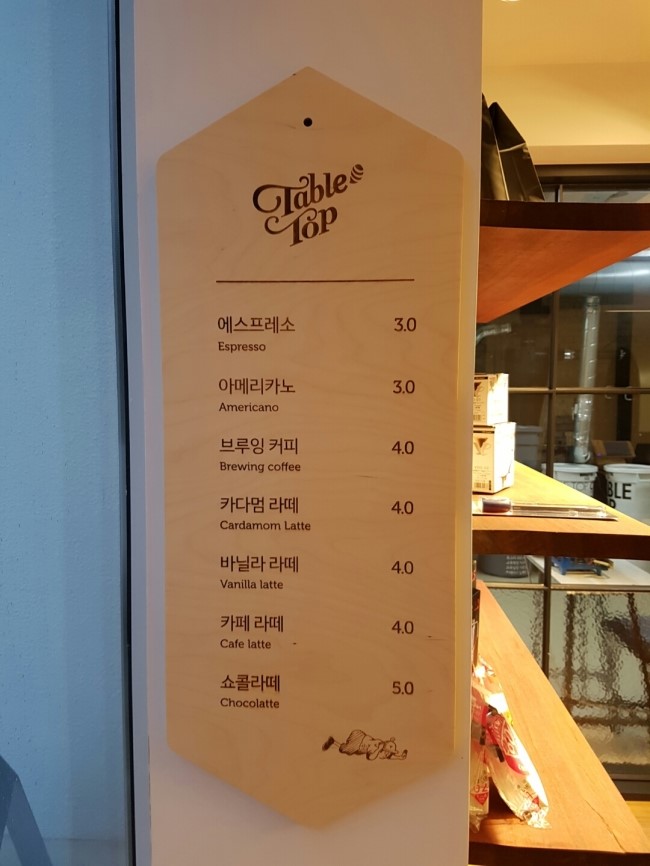 Table
Top
에스프레소 3.0
Espresso
아메리카노 3.0
Americano
브루잉 커피 4.0
Brewing coffee
카다멈 라떼 4.0
Cardamom Latte
바닐라 라떼 4.0
Vanilla latte
카페 라떼 4.0
Cafe latte
쇼콜라떼 5.0
Chocolatte